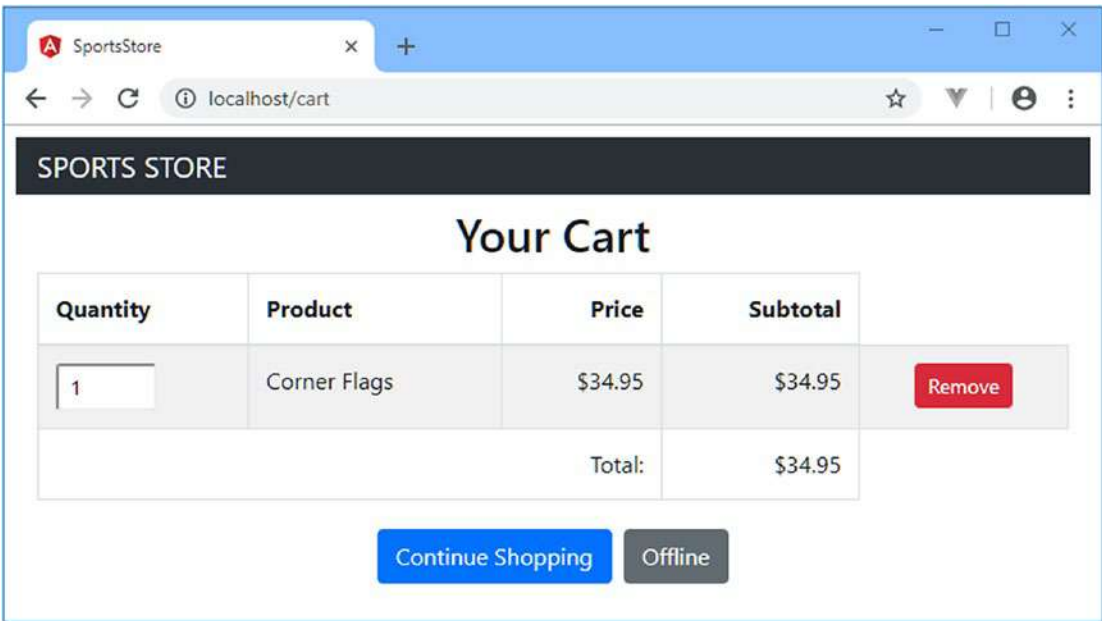 SportsStore
localhost/cart
SPORTS STORE
Your Cart
Quantity Product Price Subtotal
1 Corner Flags $34.95 $34.95 Remove
Total: $34.95
Continue Shopping Offline